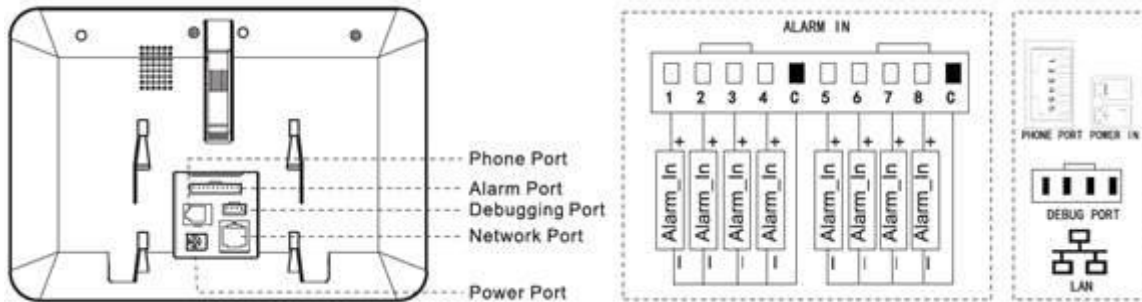 Phone Port
Alarm Port
Debugging Port
Network Port
Power Port
ALARM IN
1 2 3 4 C 5 6 7 8 C
+ + + + + + + +
Alarm_In Alarm_In Alarm_In Alarm_In Alarm_In Alarm_In Alarm_In Alarm_In
PHONE PORT POWER IN
DEBUG PORT
LAN